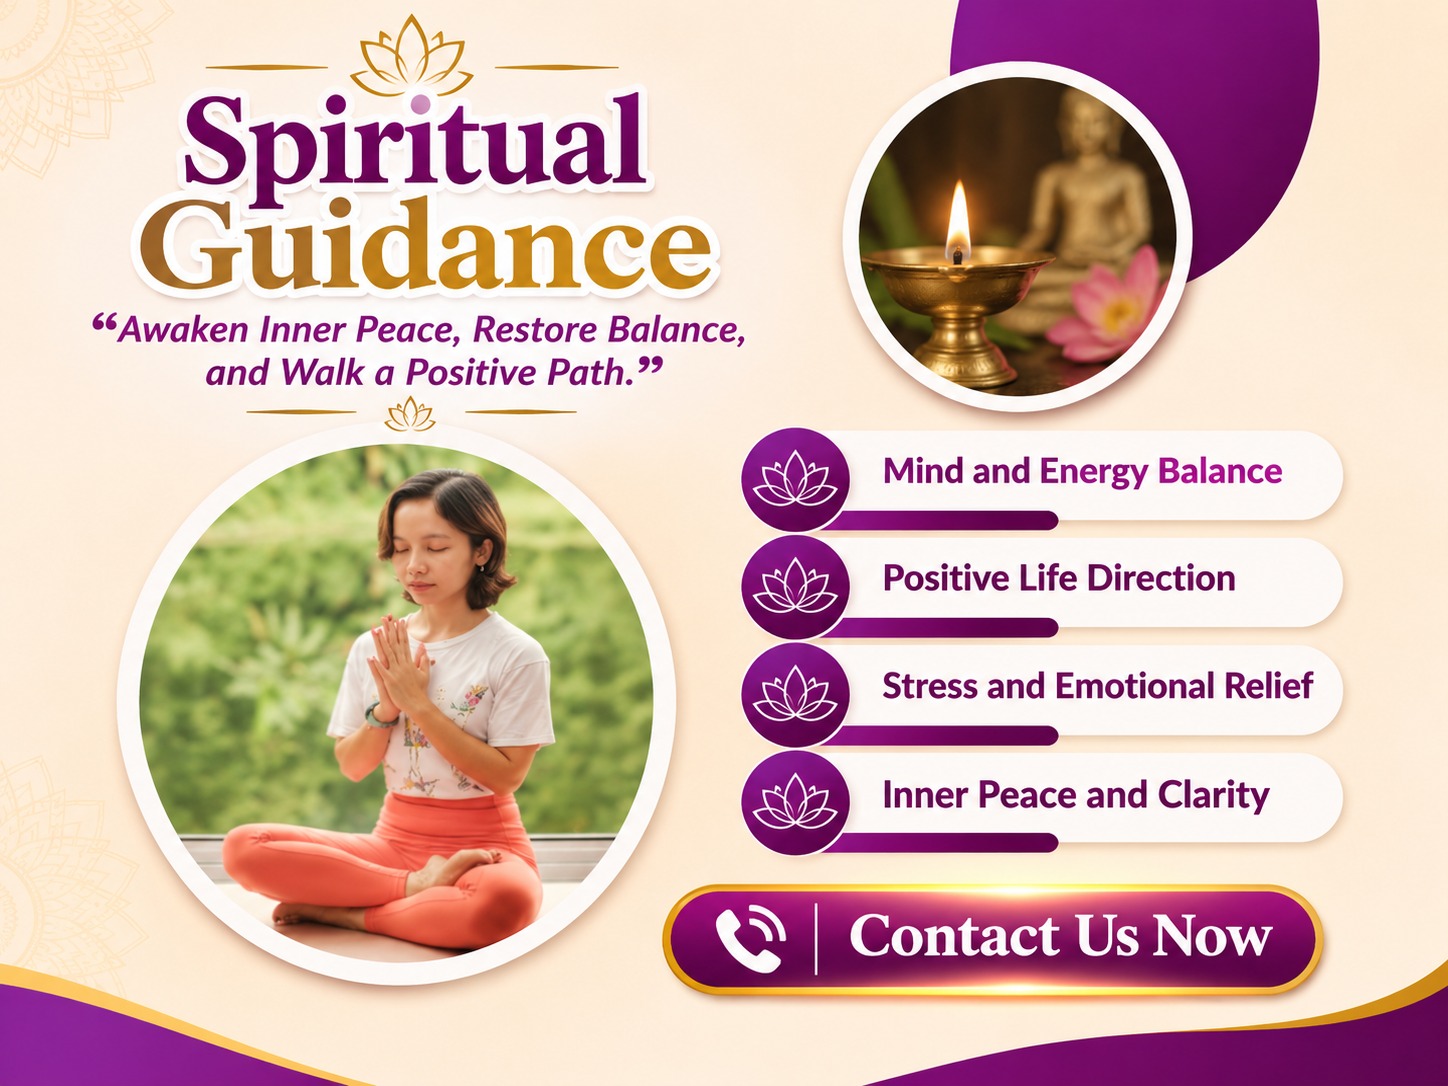 Spiritual
Guidance
“Awaken Inner Peace, Restore Balance,
and Walk a Positive Path.”
Mind and Energy Balance
Positive Life Direction
Stress and Emotional Relief
Inner Peace and Clarity
Contact Us Now